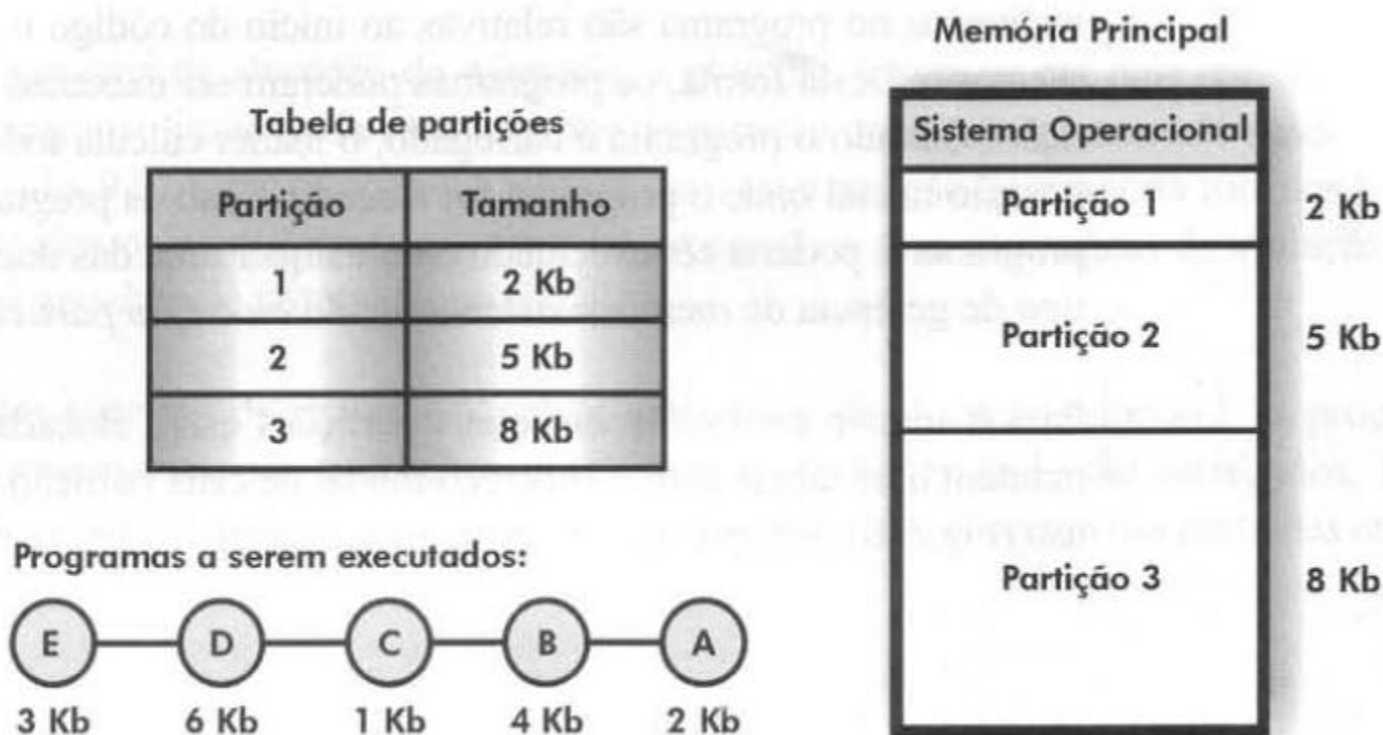 Tabela de partições
Partição Tamanho
1 2 Kb
2 5 Kb
3 8 Kb
Programas a serem executados:
E D C B A
3 Kb 6 Kb 1 Kb 4 Kb 2 Kb
Memória Principal
Sistema Operacional
Partição 1 2 Kb
Partição 2 5 Kb
Partição 3 8 Kb